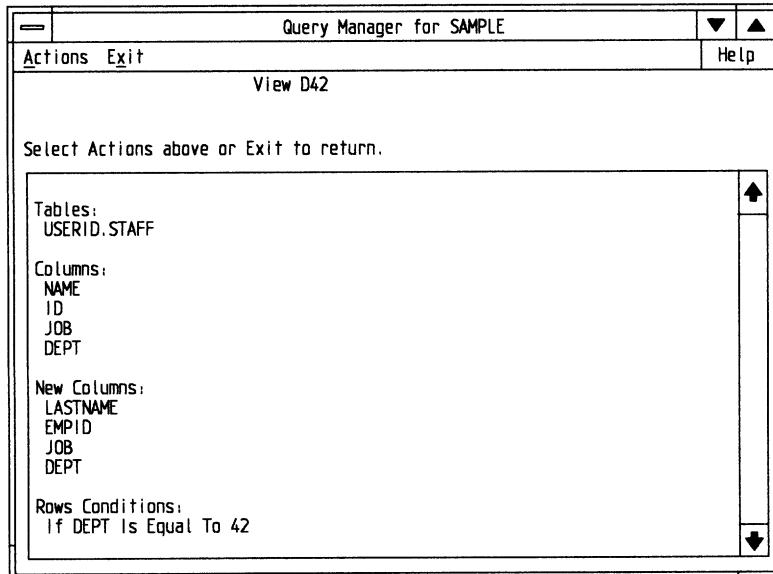 Query Manager for SAMPLE
Actions Exit Help
View D42
Select Actions above or Exit to return.
Tables:
USERID.STAFF
Columns:
NAME
ID
JOB
DEPT
New Columns:
LASTNAME
EMPID
JOB
DEPT
Rows Conditions:
If DEPT Is Equal To 42